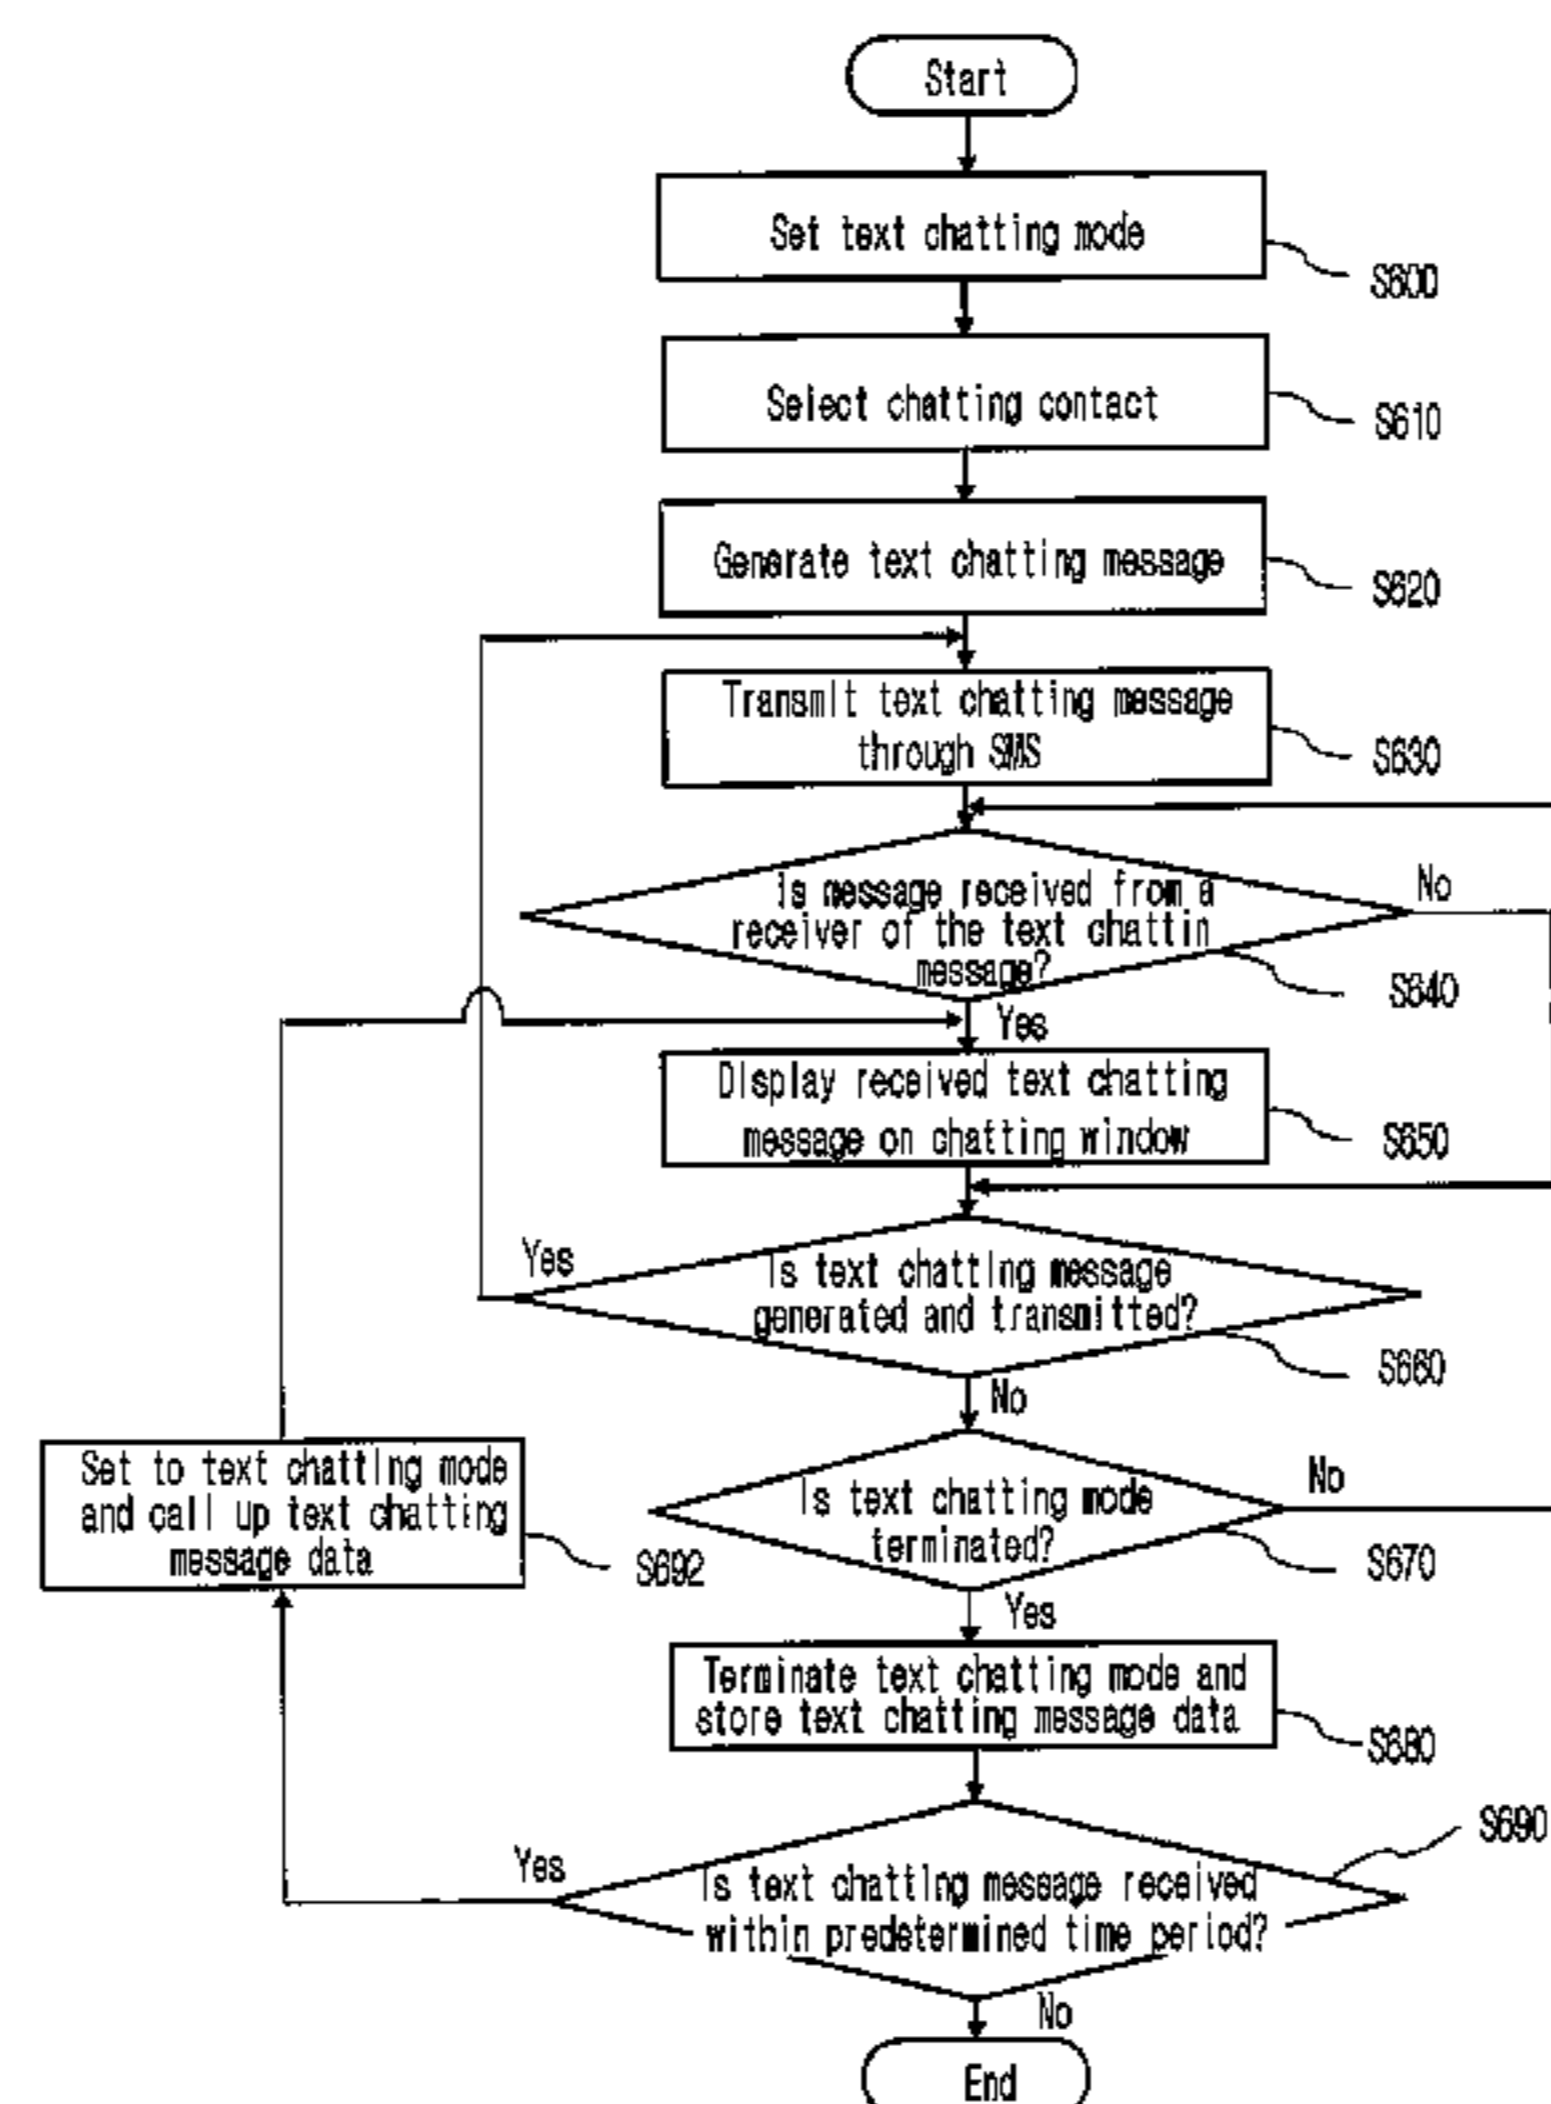 Start
Set text chatting mode
S600
Select chatting contact
S610
Generate text chatting message
S620
Transmit text chatting message
through SMS
S630
Is message received from a
receiver of the text chattin
message?
No
S640
Yes
Display received text chatting
message on chatting window
S650
Yes
Is text chatting message
generated and transmitted?
S660
No
Set to text chatting mode
and call up text chatting
message data
S692
Is text chatting mode
terminated?
No
S670
Yes
Terminate text chatting mode and
store text chatting message data
S680
S690
Yes
Is text chatting message received
within predetermined time period?
No
End